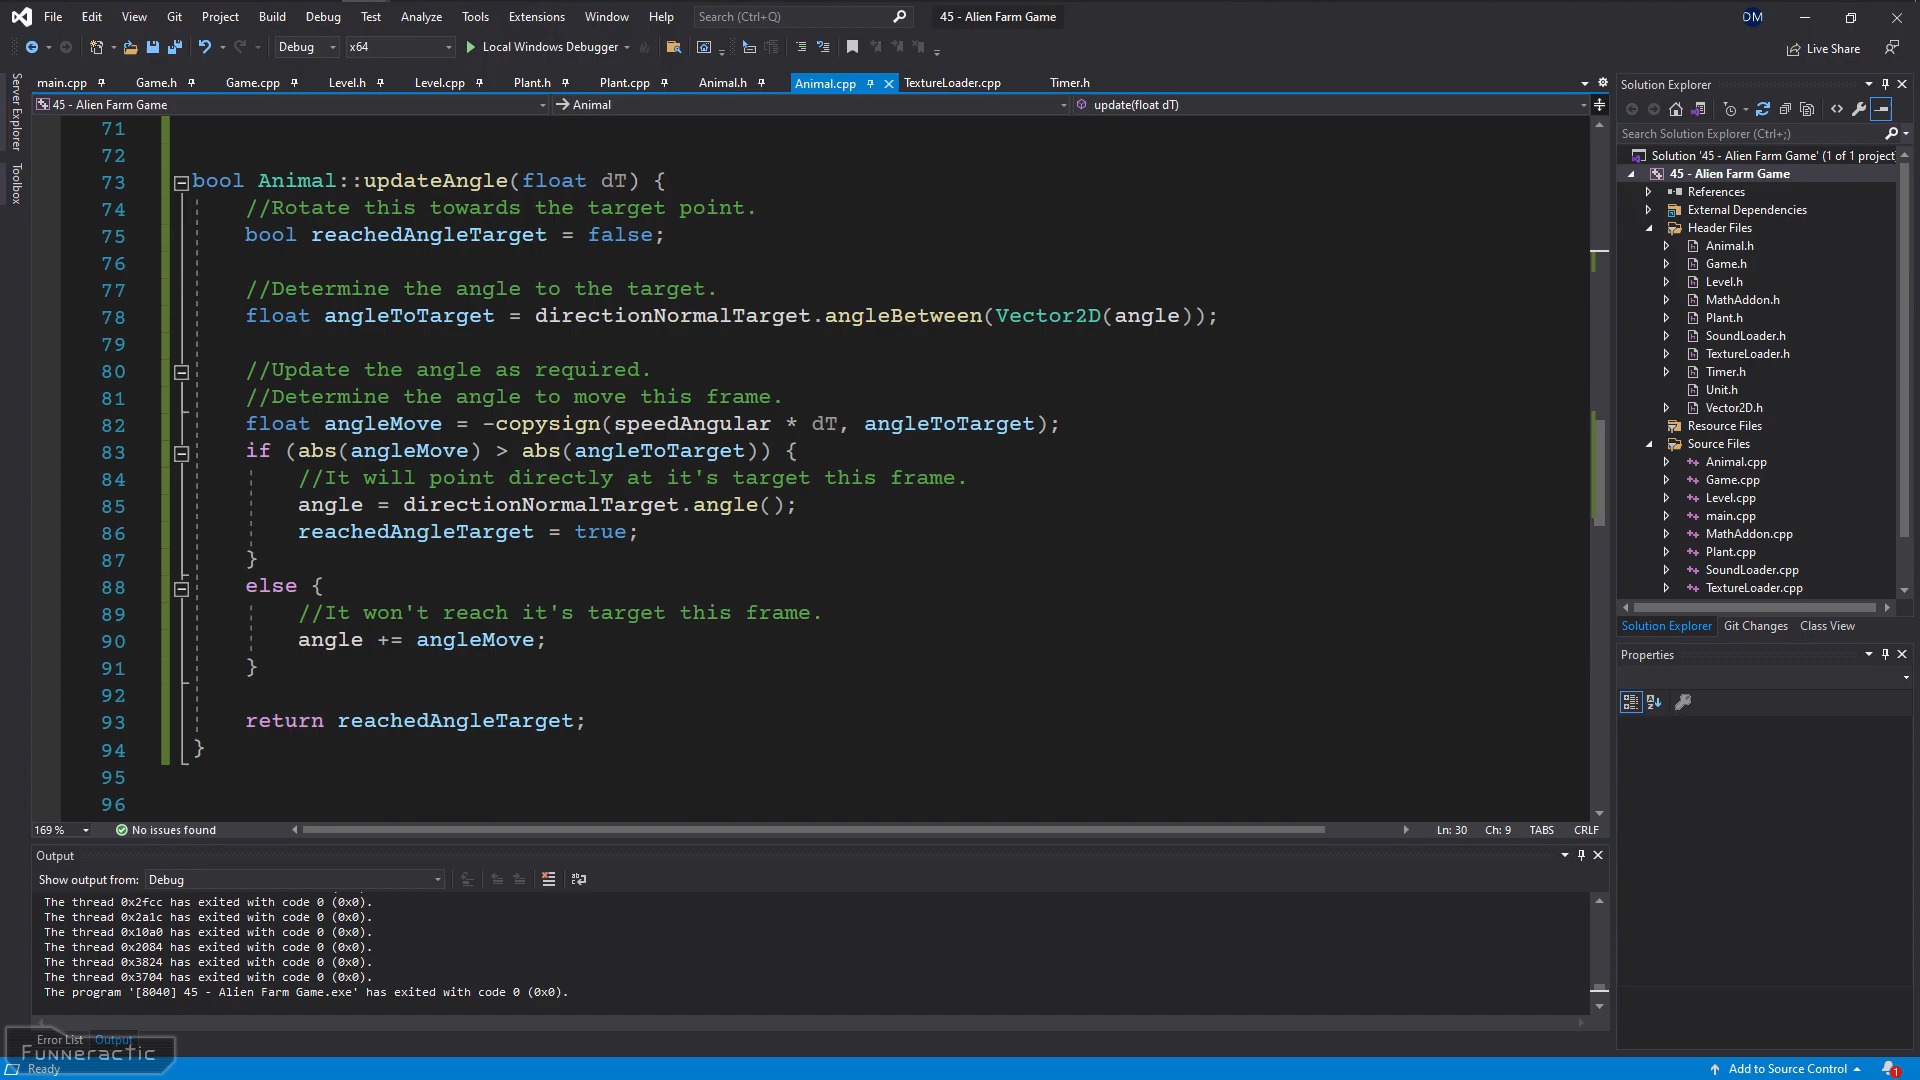 File Edit View Git Project Build Debug Test Analyze Tools Extensions Window Help Search (Ctrl+Q) 45 - Alien Farm Game DM
Debug x64 Local Windows Debugger Live Share
main.cpp Game.h Game.cpp Level.h Level.cpp Plant.h Plant.cpp Animal.h Animal.cpp TextureLoader.cpp Timer.h
45 - Alien Farm Game Animal update(float dT)
Server Explorer
Toolbox
71
72
73 bool Animal::updateAngle(float dT) {
74 //Rotate this towards the target point.
75 bool reachedAngleTarget = false;
76
77 //Determine the angle to the target.
78 float angleToTarget = directionNormalTarget.angleBetween(Vector2D(angle));
79
80 //Update the angle as required.
81 //Determine the angle to move this frame.
82 float angleMove = -copysign(speedAngular * dT, angleToTarget);
83 if (abs(angleMove) > abs(angleToTarget)) {
84 //It will point directly at it's target this frame.
85 angle = directionNormalTarget.angle();
86 reachedAngleTarget = true;
87 }
88 else {
89 //It won't reach it's target this frame.
90 angle += angleMove;
91 }
92
93 return reachedAngleTarget;
94 }
95
96
169 % No issues found Ln: 30 Ch: 9 TABS CRLF
Output
Show output from: Debug
The thread 0x2fcc has exited with code 0 (0x0).
The thread 0x2a1c has exited with code 0 (0x0).
The thread 0x10a0 has exited with code 0 (0x0).
The thread 0x2084 has exited with code 0 (0x0).
The thread 0x3824 has exited with code 0 (0x0).
The thread 0x3704 has exited with code 0 (0x0).
The program '[8040] 45 - Alien Farm Game.exe' has exited with code 0 (0x0).
Error List Output
Funneractic
Ready
Solution Explorer
Search Solution Explorer (Ctrl+;)
Solution '45 - Alien Farm Game' (1 of 1 project
45 - Alien Farm Game
References
External Dependencies
Header Files
Animal.h
Game.h
Level.h
MathAddon.h
Plant.h
SoundLoader.h
TextureLoader.h
Timer.h
Unit.h
Vector2D.h
Resource Files
Source Files
Animal.cpp
Game.cpp
Level.cpp
main.cpp
MathAddon.cpp
Plant.cpp
SoundLoader.cpp
TextureLoader.cpp
Solution Explorer Git Changes Class View
Properties
Add to Source Control 1